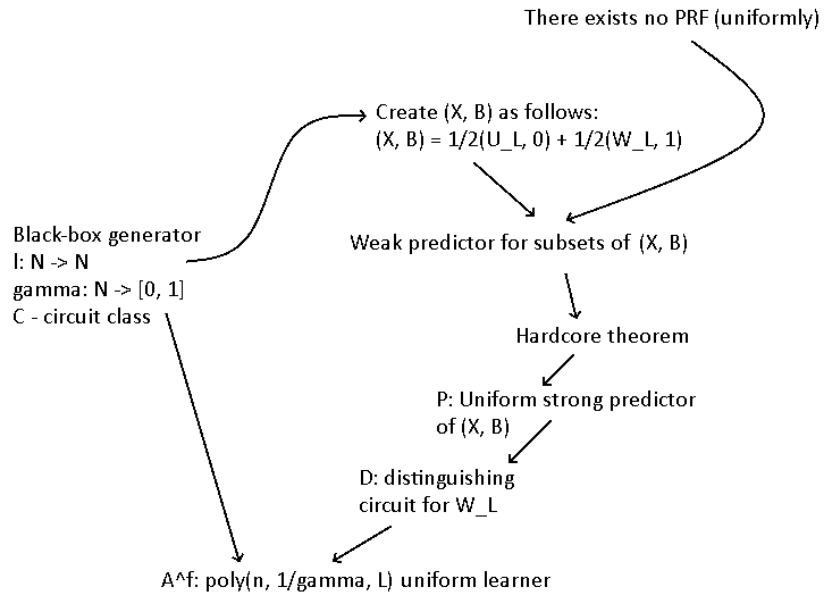 There exists no PRF (uniformly)
Create (X, B) as follows:
(X, B) = 1/2(U_L, 0) + 1/2(W_L, 1)
Black-box generator
l: N -> N
gamma: N -> [0, 1]
C - circuit class
Weak predictor for subsets of (X, B)
Hardcore theorem
P: Uniform strong predictor
of (X, B)
D: distinguishing
circuit for W_L
A^f: poly(n, 1/gamma, L) uniform learner